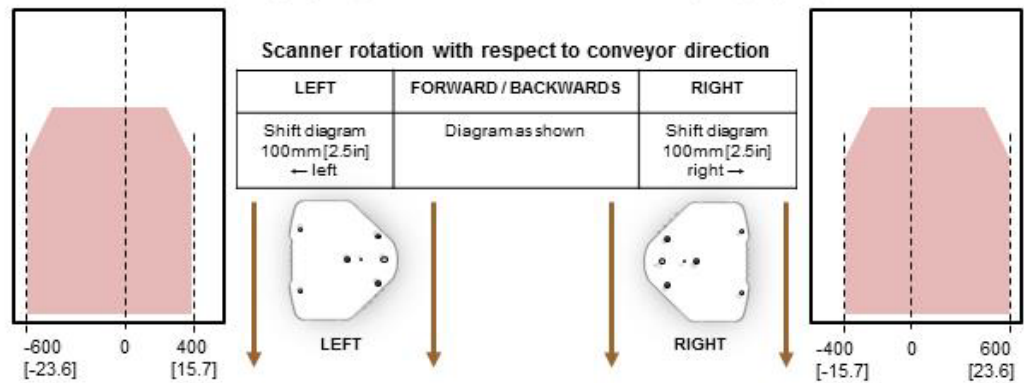 Scanner rotation with respect to conveyor direction
LEFT FORWARD / BACKWARDS RIGHT
Shift diagram
100mm [2.5in]
← left
Diagram as shown
Shift diagram
100mm [2.5in]
right →
LEFT
RIGHT
-600 0 400
[-23.6] [15.7]
-400 0 600
[-15.7] [23.6]